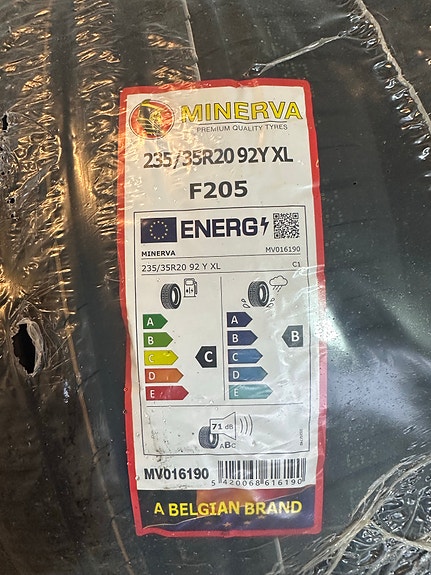 MINERVA
PREMIUM QUALITY TYRES
235/35R20 92Y XL
F205
ENERG
MINERVA MV016190
235/35R20 92 Y XL C1
A A
B B B
C C C
D D
E E
71 dB
ABC
MV016190
5 420068 616190
A BELGIAN BRAND